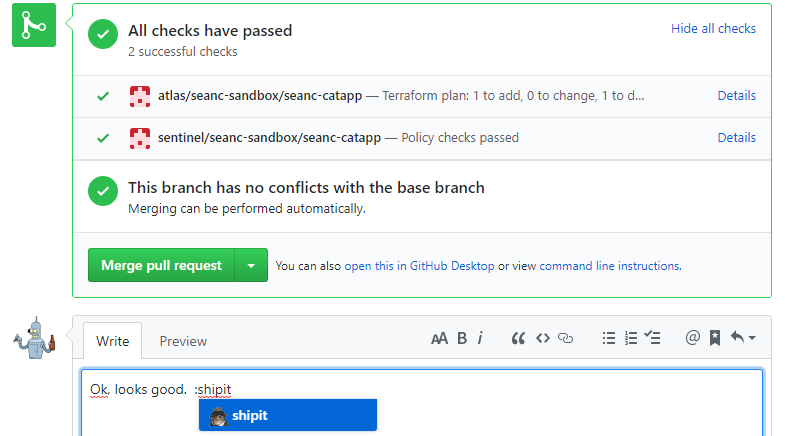 All checks have passed
Hide all checks
2 successful checks
atlas/seanc-sandbox/seanc-catapp — Terraform plan: 1 to add, 0 to change, 1 to d...
Details
sentinel/seanc-sandbox/seanc-catapp — Policy checks passed
Details
This branch has no conflicts with the base branch
Merging can be performed automatically.
Merge pull request
You can also open this in GitHub Desktop or view command line instructions.
Write
Preview
AA B i
Ok, looks good.  :shipit
shipit